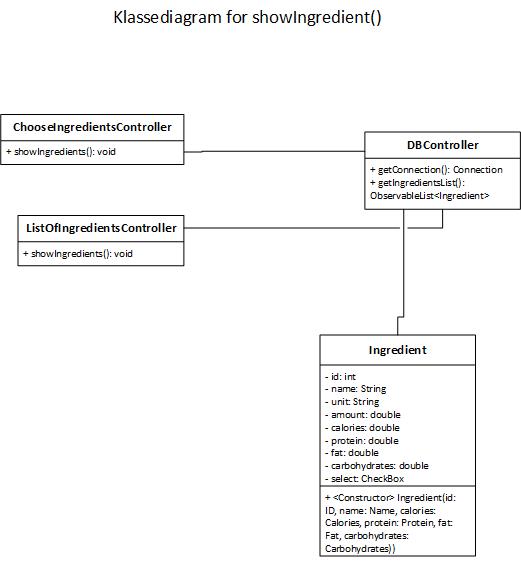 Klassediagram for showIngredient()
ChooseIngredientsController
+ showIngredients(): void
DBController
+ getConnection(): Connection
+ getIngredientsList():
ObservableList<Ingredient>
ListOfIngredientsController
+ showIngredients(): void
Ingredient
- id: int
- name: String
- unit: String
- amount: double
- calories: double
- protein: double
- fat: double
- carbohydrates: double
- select: CheckBox
+ <Constructor> Ingredient(id:
ID, name: Name, calories:
Calories, protein: Protein, fat:
Fat, carbohydrates:
Carbohydrates))